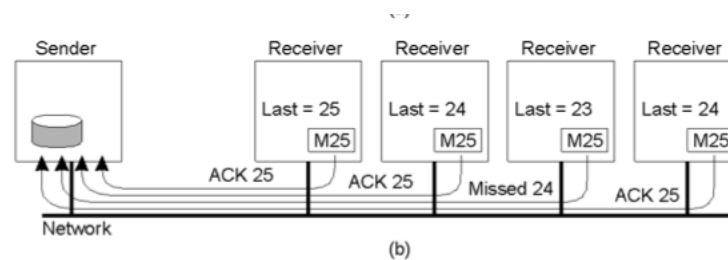 Sender Receiver Receiver Receiver Receiver
Last = 25 Last = 24 Last = 23 Last = 24
M25 M25 M25 M25
ACK 25 ACK 25 Missed 24 ACK 25
Network
(b)